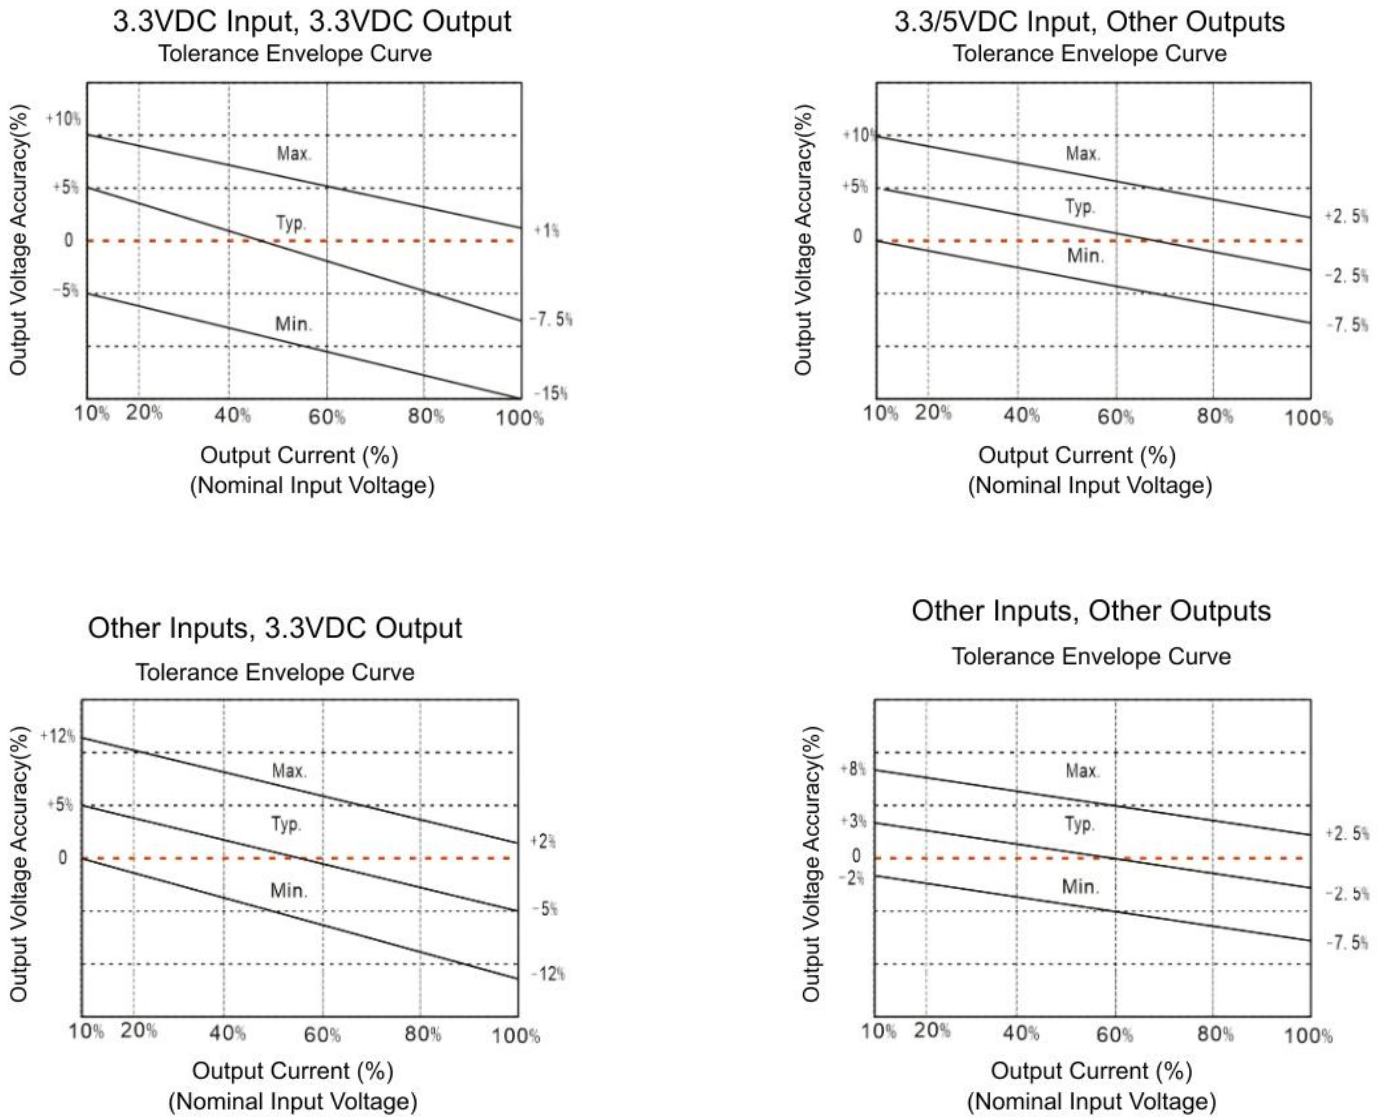 3.3VDC Input, 3.3VDC Output
Tolerance Envelope Curve
Output Voltage Accuracy(%)
+10%
+5%
0
-5%
Max.
Typ.
Min.
+1%
-7.5%
-15%
10% 20% 40% 60% 80% 100%
Output Current (%)
(Nominal Input Voltage)
3.3/5VDC Input, Other Outputs
Tolerance Envelope Curve
Output Voltage Accuracy(%)
+10%
+5%
0
Max.
Typ.
Min.
+2.5%
-2.5%
-7.5%
10% 20% 40% 60% 80% 100%
Output Current (%)
(Nominal Input Voltage)
Other Inputs, 3.3VDC Output
Tolerance Envelope Curve
Output Voltage Accuracy(%)
+12%
+5%
0
Max.
Typ.
Min.
+2%
-5%
-12%
10% 20% 40% 60% 80% 100%
Output Current (%)
(Nominal Input Voltage)
Other Inputs, Other Outputs
Tolerance Envelope Curve
Output Voltage Accuracy(%)
+8%
+3%
0
-2%
Max.
Typ.
Min.
+2.5%
-2.5%
-7.5%
10% 20% 40% 60% 80% 100%
Output Current (%)
(Nominal Input Voltage)